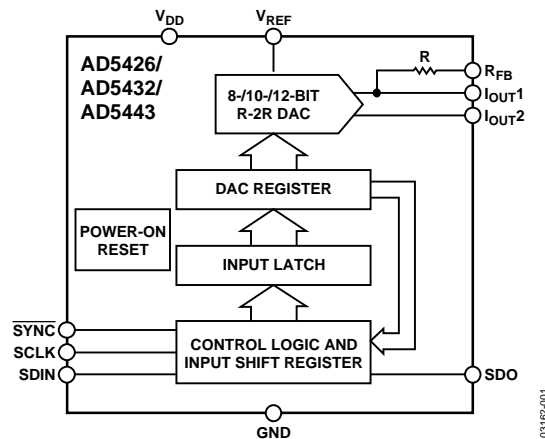 VDD
VREF
AD5426/
AD5432/
AD5443
R
RFB
8-/10-/12-BIT
R-2R DAC
IOUT1
IOUT2
DAC REGISTER
POWER-ON
RESET
INPUT LATCH
SYNC
SCLK
SDIN
CONTROL LOGIC AND
INPUT SHIFT REGISTER
SDO
GND
03162-001